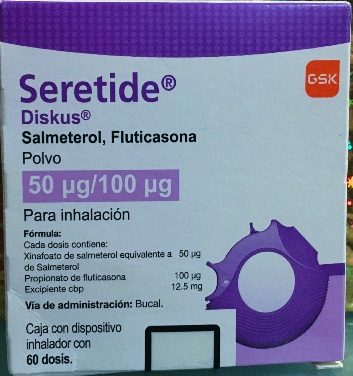 Seretide®
GSK
Diskus®
Salmeterol, Fluticasona
Polvo
50 µg/100 µg
Para inhalación
Fórmula:
Cada dosis contiene:
Xinafoato de salmeterol equivalente a 50 µg
de Salmeterol
Propionato de fluticasona 100 µg
Excipiente cbp 12.5 mg
Vía de administración: Bucal.
Caja con dispositivo
inhalador con
60 dosis.